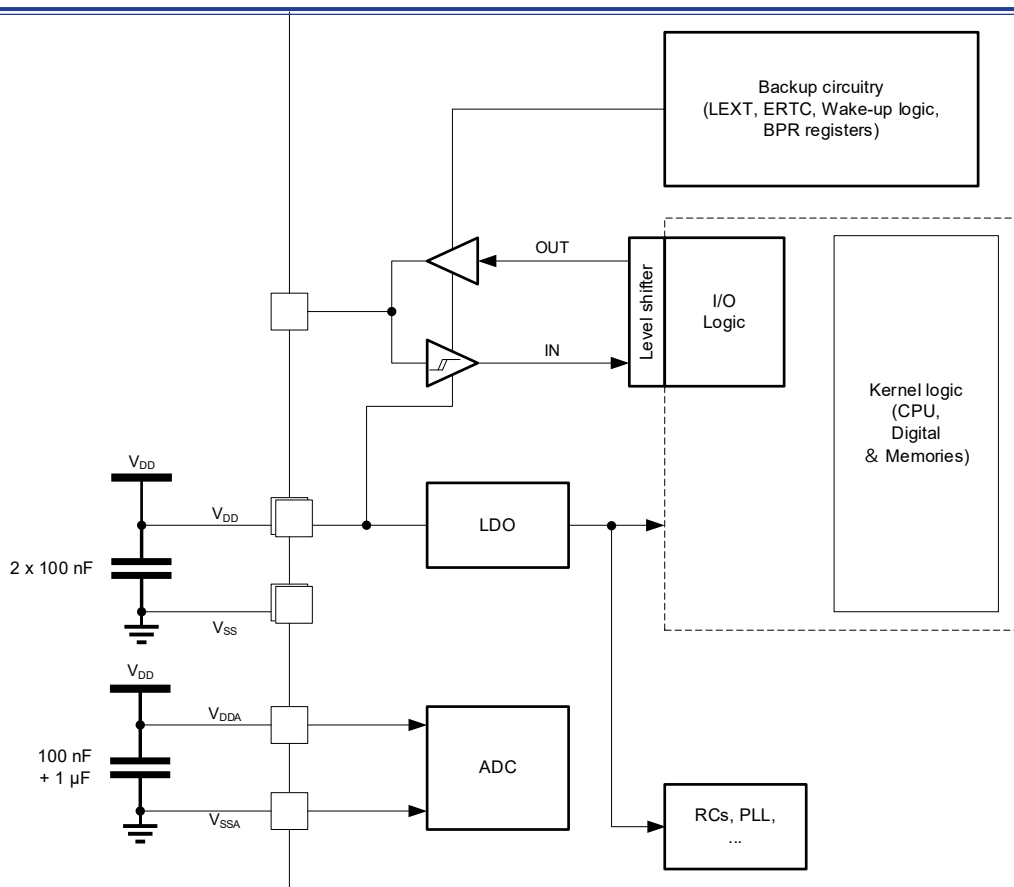 Backup circuitry
(LEXT, ERTC, Wake-up logic,
BPR registers)
OUT
Level shifter
I/O
Logic
IN
Kernel logic
(CPU,
Digital
& Memories)
VDD
VDD
LDO
2 x 100 nF
VSS
VDD
VDDA
100 nF
+ 1 µF
ADC
VSSA
RCs, PLL,
...